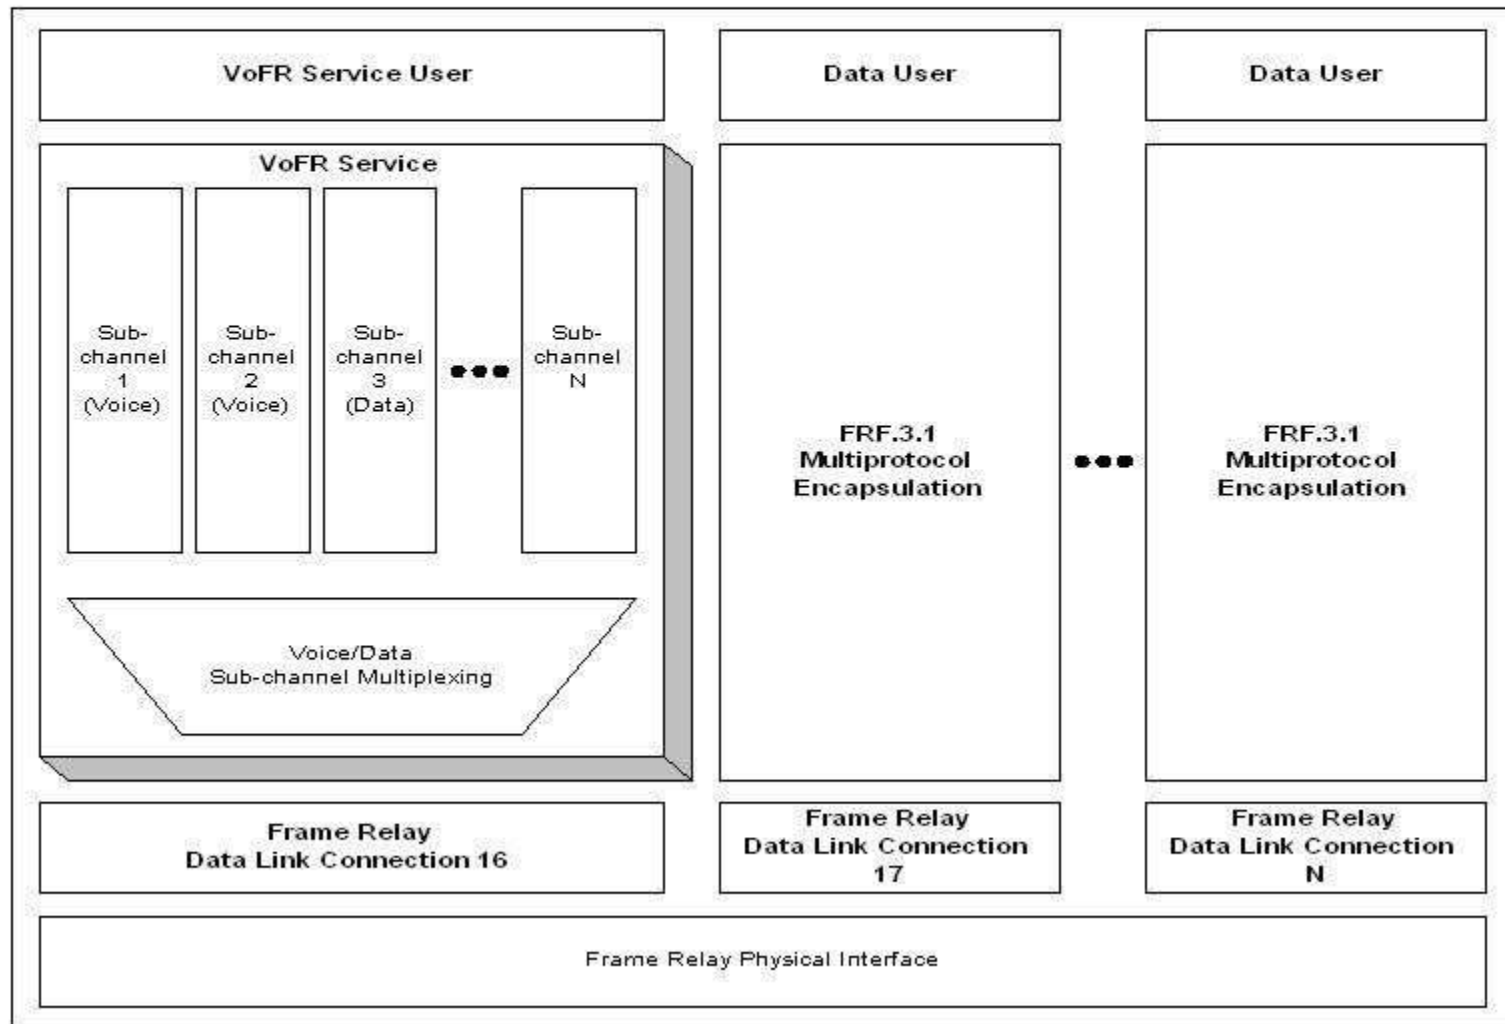 VoFR Service User
Data User
Data User
VoFR Service
Sub-
channel
1
(Voice)
Sub-
channel
2
(Voice)
Sub-
channel
3
(Data)
Sub-
channel
N
Voice/Data
Sub-channel Multiplexing
FRF.3.1
Multiprotocol
Encapsulation
FRF.3.1
Multiprotocol
Encapsulation
Frame Relay
Data Link Connection 16
Frame Relay
Data Link Connection
17
Frame Relay
Data Link Connection
N
Frame Relay Physical Interface